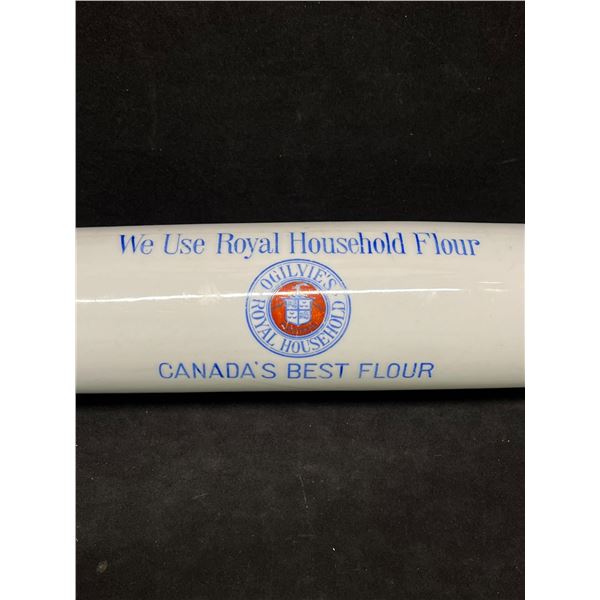 We Use Royal Household Flour
OGILVIE'S
ROYAL HOUSEHOLD
CANADA'S BEST FLOUR